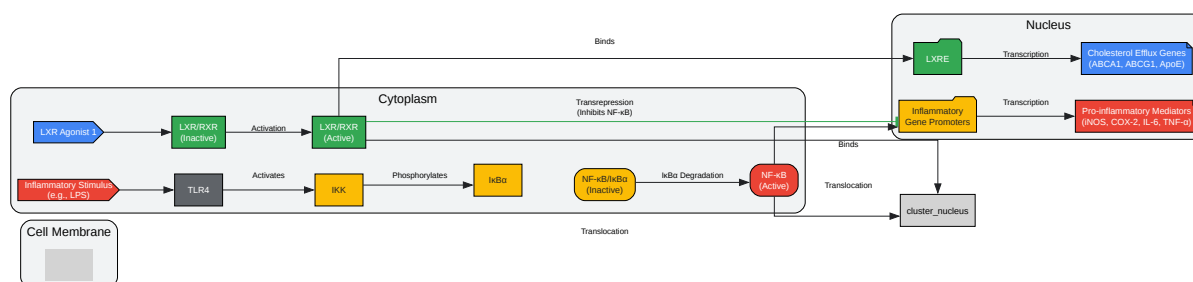 Nucleus
Binds
LXRE
Transcription
Cholesterol Efflux Genes
(ABCA1, ABCG1, ApoE)
Cytoplasm
Transrepression
(Inhibits NF-κB)
LXR Agonist 1
LXR/RXR
(Inactive)
Activation
LXR/RXR
(Active)
Inflammatory
Gene Promoters
Transcription
Pro-inflammatory Mediators
(iNOS, COX-2, IL-6, TNF-α)
Binds
Inflammatory Stimulus
(e.g., LPS)
TLR4
Activates
IKK
Phosphorylates
IκBα
NF-κB/IκBα
(Inactive)
IκBα Degradation
NF-κB
(Active)
Translocation
cluster_nucleus
Translocation
Cell Membrane